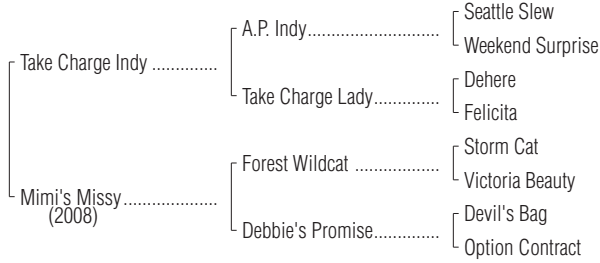 Seattle Slew
A.P. Indy..............................
Weekend Surprise
Take Charge Indy ...............
Dehere
Take Charge Lady...............
Felicita
Storm Cat
Forest Wildcat ...................
Victoria Beauty
Mimi's Missy......................
(2008)
Devil's Bag
Debbie's Promise...............
Option Contract